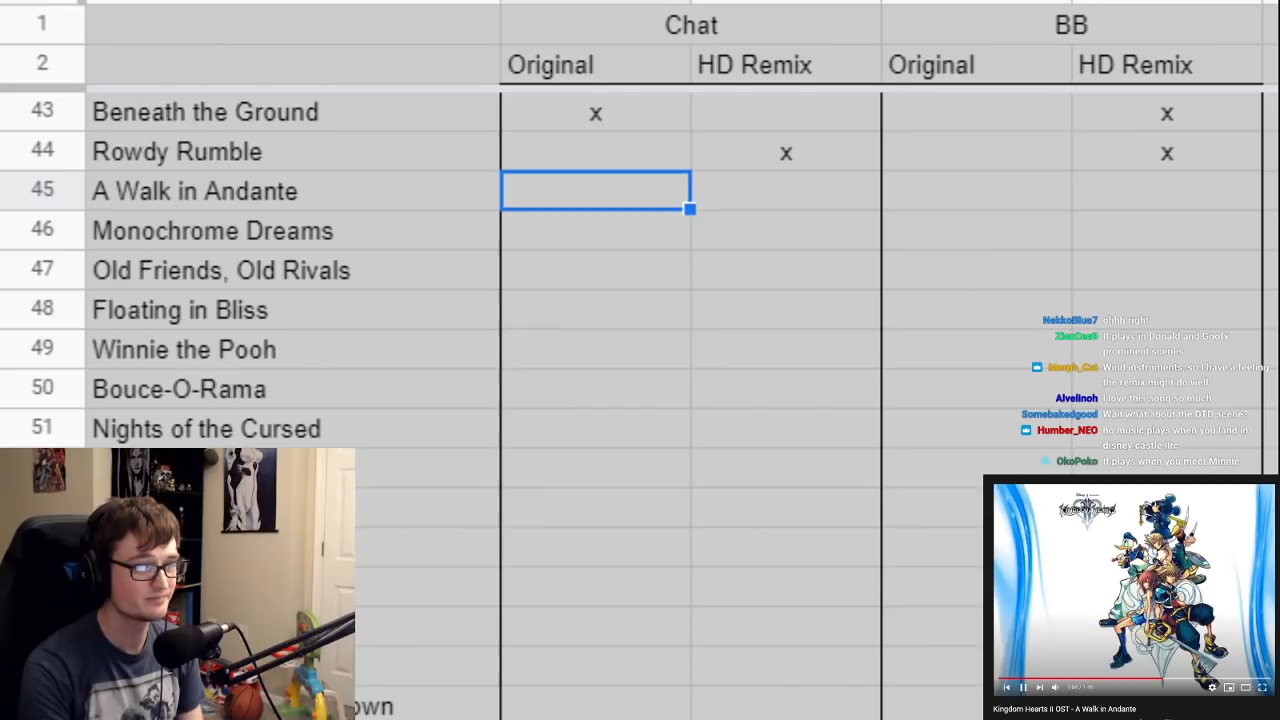 1 Chat BB
2 Original HD Remix Original HD Remix
43 Beneath the Ground x x
44 Rowdy Rumble x x
45 A Walk in Andante
46 Monochrome Dreams
47 Old Friends, Old Rivals
48 Floating in Bliss
49 Winnie the Pooh
50 Bouce-O-Rama
51 Nights of the Cursed
own
NekkoBlue7 ohhh right
It plays in Donald and Goofy
prominent scenes
Morph_Cat Wind instruments, so I have a feeling
the remix might do well
Alvelinoh I love this song so much
Somebakedgood Wait what about the DTD scene?
Humber_NEO no music plays when you land in
disney castle iirc
OkoPoko It plays when you meet Minnie
KINGDOM HEARTS
Kingdom Hearts II OST - A Walk in Andante